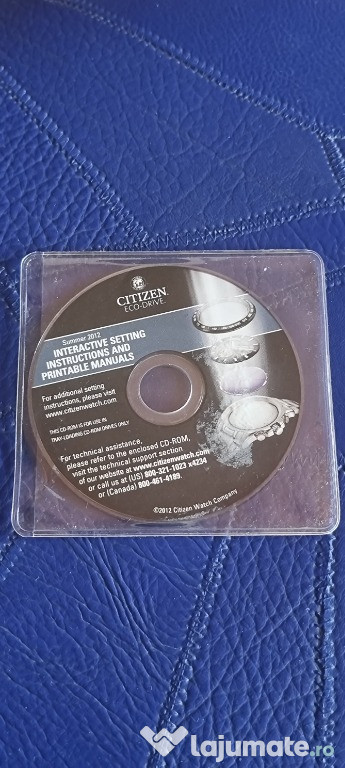 CITIZEN
ECO-DRIVE
Summer 2012
INTERACTIVE SETTING
INSTRUCTIONS AND
PRINTABLE MANUALS
For additional setting
instructions, please visit
www.citizenwatch.com
THIS CD-ROM IS FOR USE IN
TRAY-LOADING CD-ROM DRIVES ONLY
For technical assistance,
please refer to the enclosed CD-ROM,
visit the technical support section
of our website at www.citizenwatch.com
or call us at (US) 800-321-1023 x4234
or (Canada) 800-461-4189.
©2012 Citizen Watch Company
lajumate.ro